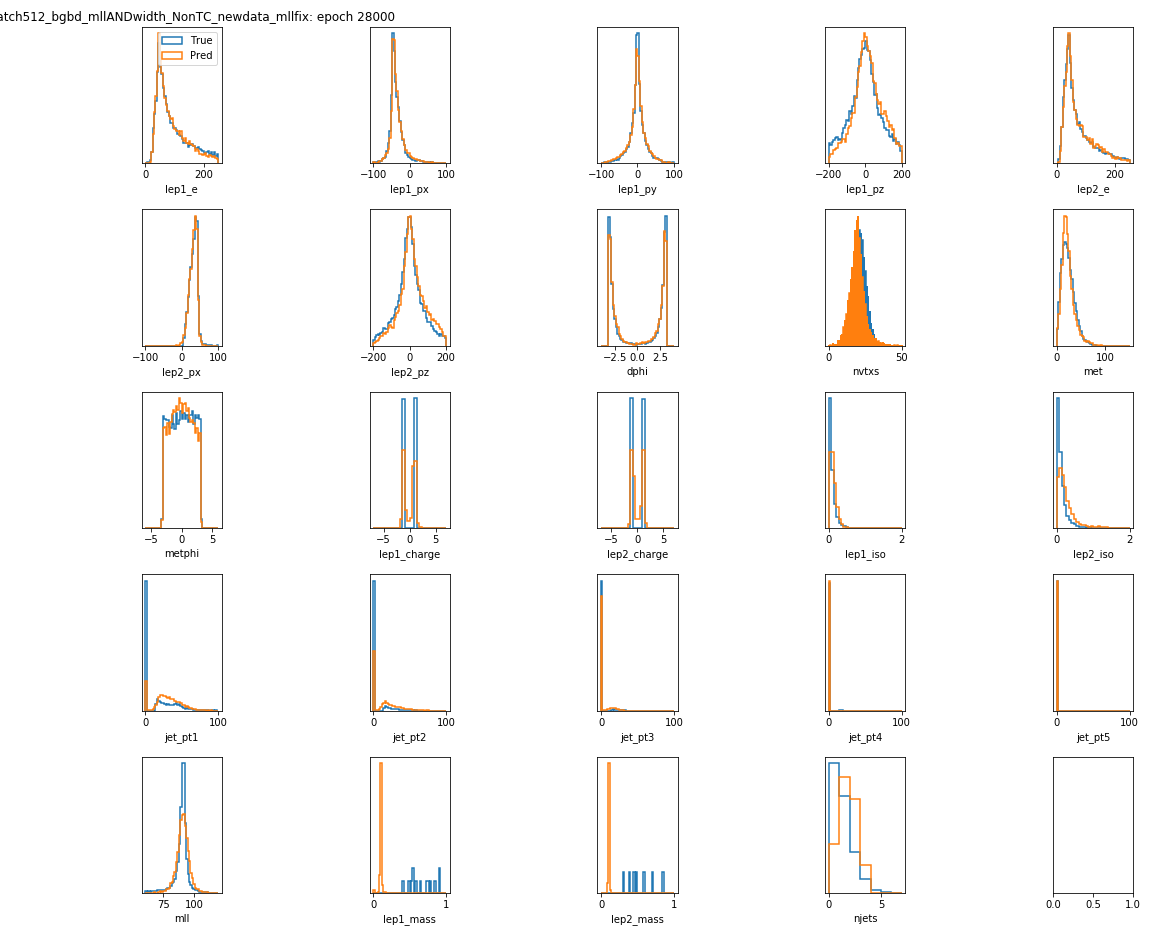 atch512_bgbd_mllANDwidth_NonTC_newdata_mllfix: epoch 28000
True
Pred
0 200
lep1_e
−100 0 100
lep1_px
−100 0 100
lep1_py
−200 0 200
lep1_pz
0 200
lep2_e
−100 0 100
lep2_px
−200 0 200
lep2_pz
−2.5 0.0 2.5
dphi
0 50
nvtxs
0 100
met
−5 0 5
metphi
−5 0 5
lep1_charge
−5 0 5
lep2_charge
0 2
lep1_iso
0 2
lep2_iso
0 100
jet_pt1
0 100
jet_pt2
0 100
jet_pt3
0 100
jet_pt4
0 100
jet_pt5
75 100
mll
0 1
lep1_mass
0 1
lep2_mass
0 5
njets
0.0 0.5 1.0